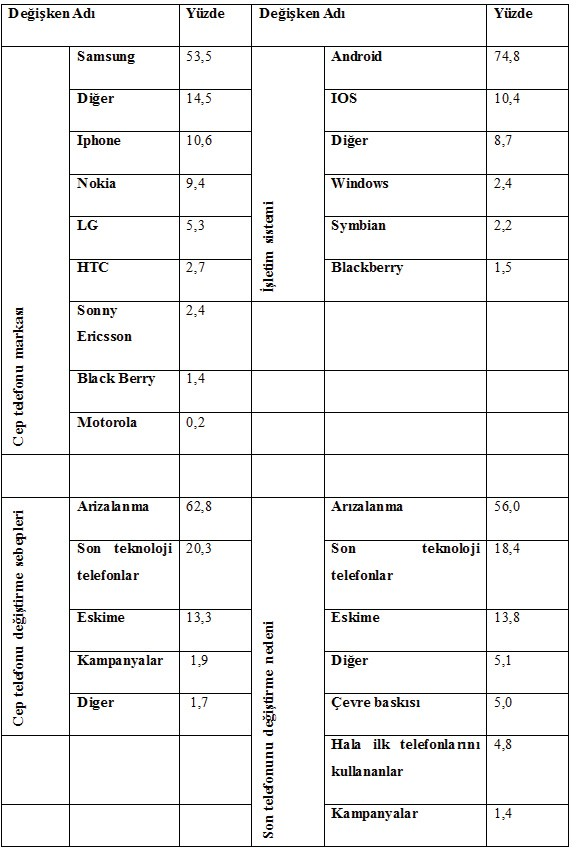 Değişken Adı Yüzde Değişken Adı Yüzde
Cep telefonu markası
İşletim sistemi
Samsung 53,5 Android 74,8
Diğer 14,5 IOS 10,4
Iphone 10,6 Diğer 8,7
Nokia 9,4 Windows 2,4
LG 5,3 Symbian 2,2
HTC 2,7 Blackberry 1,5
Sonny 2,4
Ericsson
Black Berry 1,4
Motorola 0,2
Cep telefonu değiştirme sebepleri
Son telefonunu değiştirme nedeni
Arizalanma 62,8 Arızalanma 56,0
Son teknoloji 20,3 Son teknoloji 18,4
telefonlar telefonlar
Eskime 13,3 Eskime 13,8
Kampanyalar 1,9 Diğer 5,1
Diger 1,7 Çevre baskısı 5,0
Hala ilk telefonlarını 4,8
kullananlar
Kampanyalar 1,4